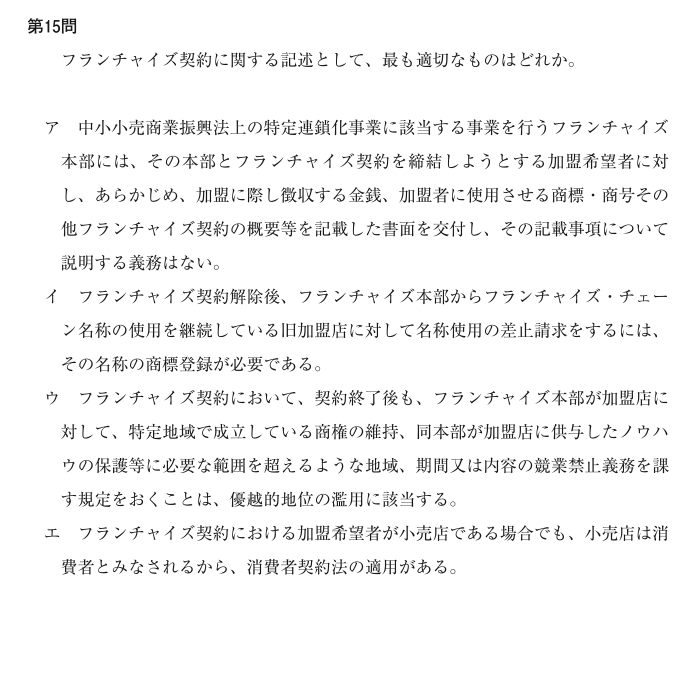 第15問
フランチャイズ契約に関する記述として、最も適切なものはどれか。
ア 中小小売商業振興法上の特定連鎖化事業に該当する事業を行うフランチャイズ
本部には、その本部とフランチャイズ契約を締結しようとする加盟希望者に対
し、あらかじめ、加盟に際し徴収する金銭、加盟者に使用させる商標・商号その
他フランチャイズ契約の概要等を記載した書面を交付し、その記載事項について
説明する義務はない。
イ フランチャイズ契約解除後、フランチャイズ本部からフランチャイズ・チェー
ン名称の使用を継続している旧加盟店に対して名称使用の差止請求をするには、
その名称の商標登録が必要である。
ウ フランチャイズ契約において、契約終了後も、フランチャイズ本部が加盟店に
対して、特定地域で成立している商権の維持、同本部が加盟店に供与したノウハ
ウの保護等に必要な範囲を超えるような地域、期間又は内容の競業禁止義務を課
す規定をおくことは、優越的地位の濫用に該当する。
エ フランチャイズ契約における加盟希望者が小売店である場合でも、小売店は消
費者とみなされるから、消費者契約法の適用がある。